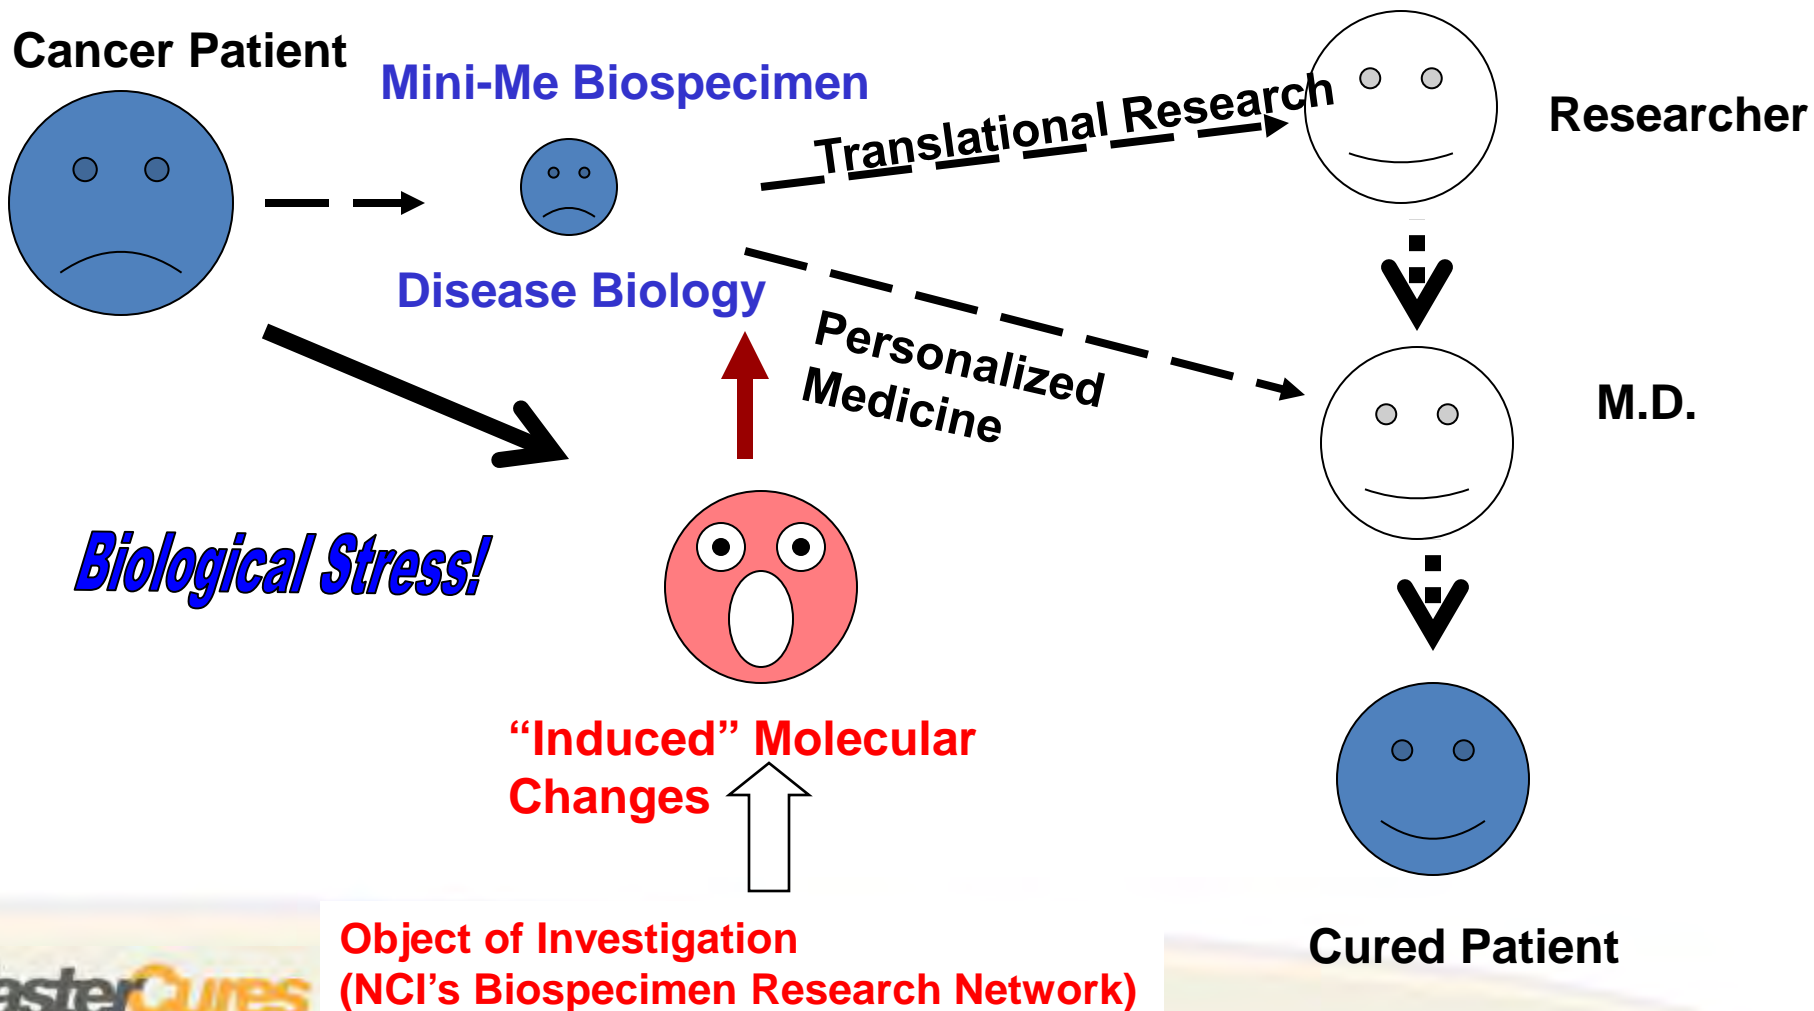 Cancer Patient
Mini-Me Biospecimen
Translational Research
Researcher
Disease Biology
Personalized
Medicine
M.D.
Biological Stress!
“Induced” Molecular
Changes
Object of Investigation
(NCI’s Biospecimen Research Network)
Cured Patient
asterCures